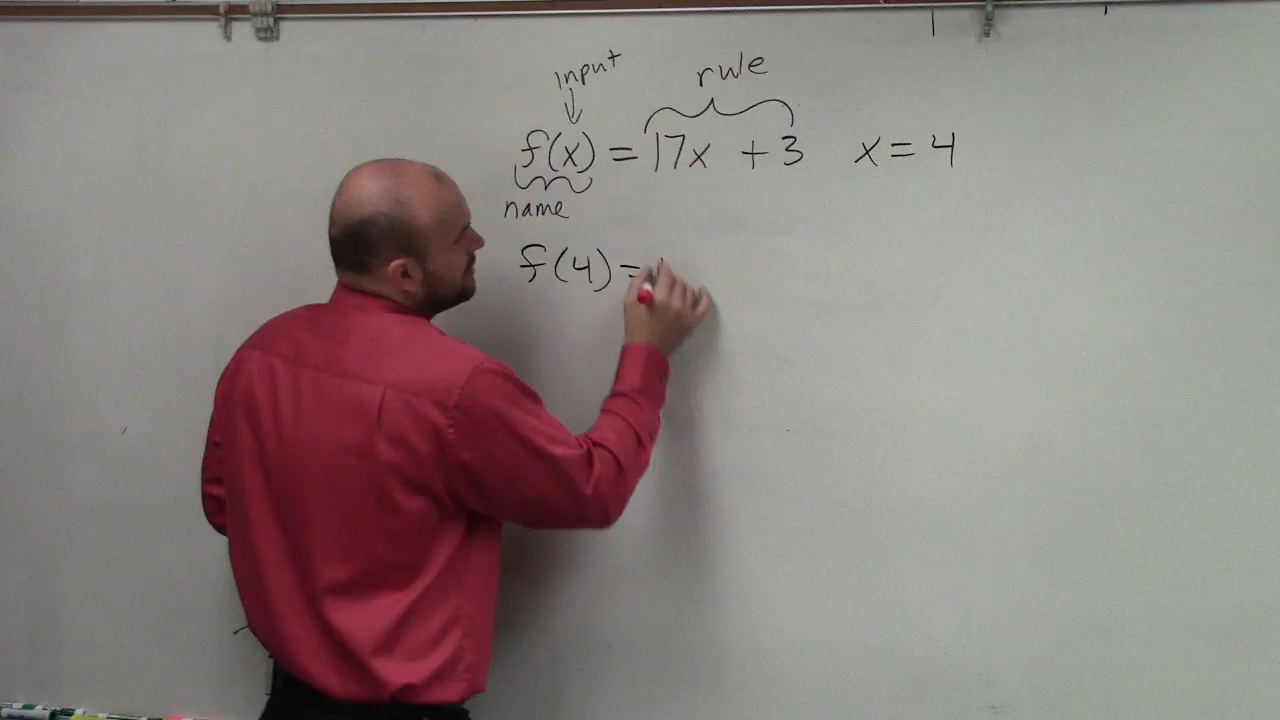 input rule
f(x) = 17x + 3 x = 4
name
f(4) =